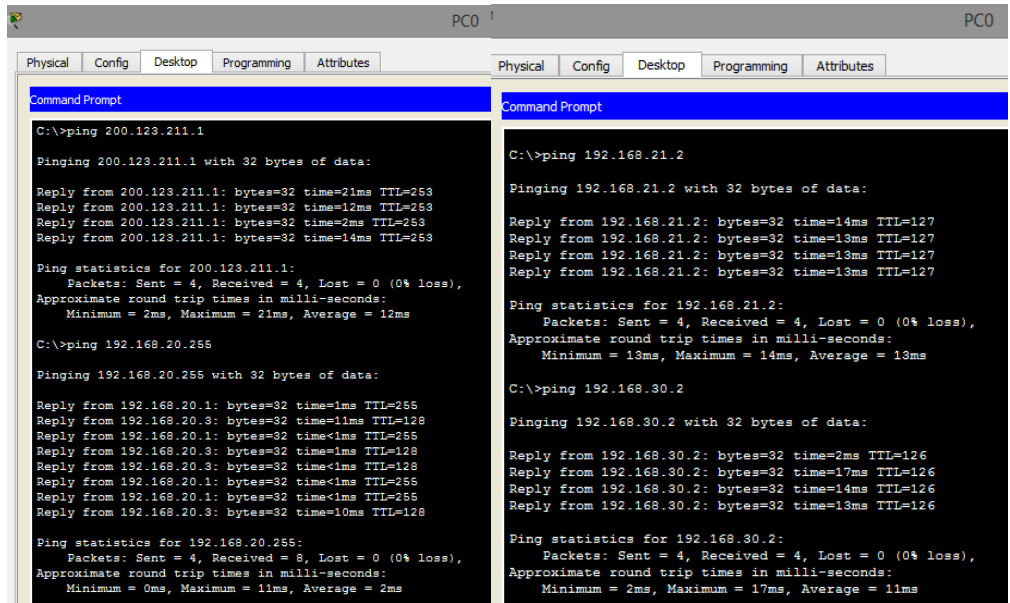 PC0
Physical Config Desktop Programming Attributes
Command Prompt
C:\>ping 200.123.211.1
Pinging 200.123.211.1 with 32 bytes of data:
Reply from 200.123.211.1: bytes=32 time=21ms TTL=253
Reply from 200.123.211.1: bytes=32 time=12ms TTL=253
Reply from 200.123.211.1: bytes=32 time=2ms TTL=253
Reply from 200.123.211.1: bytes=32 time=14ms TTL=253
Ping statistics for 200.123.211.1:
Packets: Sent = 4, Received = 4, Lost = 0 (0% loss),
Approximate round trip times in milli-seconds:
Minimum = 2ms, Maximum = 21ms, Average = 12ms
C:\>ping 192.168.20.255
Pinging 192.168.20.255 with 32 bytes of data:
Reply from 192.168.20.1: bytes=32 time=1ms TTL=255
Reply from 192.168.20.3: bytes=32 time=11ms TTL=128
Reply from 192.168.20.1: bytes=32 time<1ms TTL=255
Reply from 192.168.20.3: bytes=32 time=1ms TTL=128
Reply from 192.168.20.3: bytes=32 time<1ms TTL=128
Reply from 192.168.20.1: bytes=32 time<1ms TTL=255
Reply from 192.168.20.1: bytes=32 time<1ms TTL=255
Reply from 192.168.20.3: bytes=32 time=10ms TTL=128
Ping statistics for 192.168.20.255:
Packets: Sent = 4, Received = 8, Lost = 0 (0% loss),
Approximate round trip times in milli-seconds:
Minimum = 0ms, Maximum = 11ms, Average = 2ms
PC0
Physical Config Desktop Programming Attributes
Command Prompt
C:\>ping 192.168.21.2
Pinging 192.168.21.2 with 32 bytes of data:
Reply from 192.168.21.2: bytes=32 time=14ms TTL=127
Reply from 192.168.21.2: bytes=32 time=13ms TTL=127
Reply from 192.168.21.2: bytes=32 time=13ms TTL=127
Reply from 192.168.21.2: bytes=32 time=13ms TTL=127
Ping statistics for 192.168.21.2:
Packets: Sent = 4, Received = 4, Lost = 0 (0% loss),
Approximate round trip times in milli-seconds:
Minimum = 13ms, Maximum = 14ms, Average = 13ms
C:\>ping 192.168.30.2
Pinging 192.168.30.2 with 32 bytes of data:
Reply from 192.168.30.2: bytes=32 time=2ms TTL=126
Reply from 192.168.30.2: bytes=32 time=17ms TTL=126
Reply from 192.168.30.2: bytes=32 time=14ms TTL=126
Reply from 192.168.30.2: bytes=32 time=13ms TTL=126
Ping statistics for 192.168.30.2:
Packets: Sent = 4, Received = 4, Lost = 0 (0% loss),
Approximate round trip times in milli-seconds:
Minimum = 2ms, Maximum = 17ms, Average = 11ms